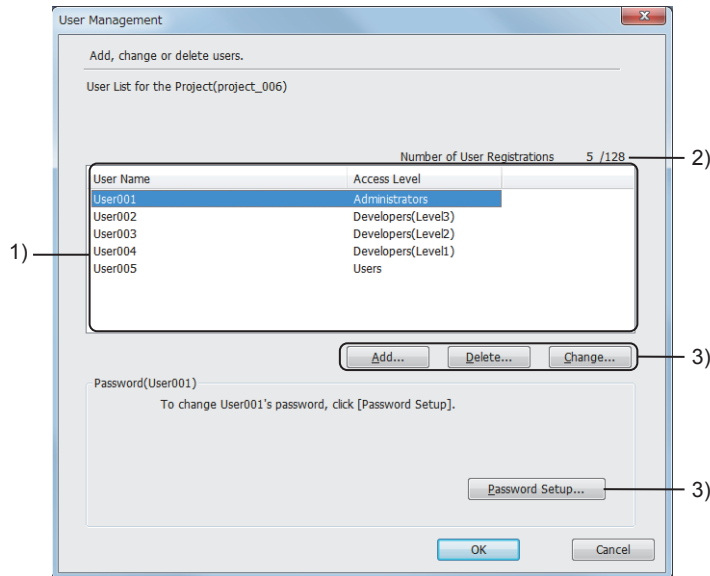 User Management
x
Add, change or delete users.
User List for the Project(project_006)
Number of User Registrations 5 /128 2)
User Name Access Level
User001 Administrators
User002 Developers(Level3)
User003 Developers(Level2)
1) User004 Developers(Level1)
User005 Users
Add... Delete... Change... 3)
Password(User001)
To change User001's password, click [Password Setup].
Password Setup... 3)
OK Cancel